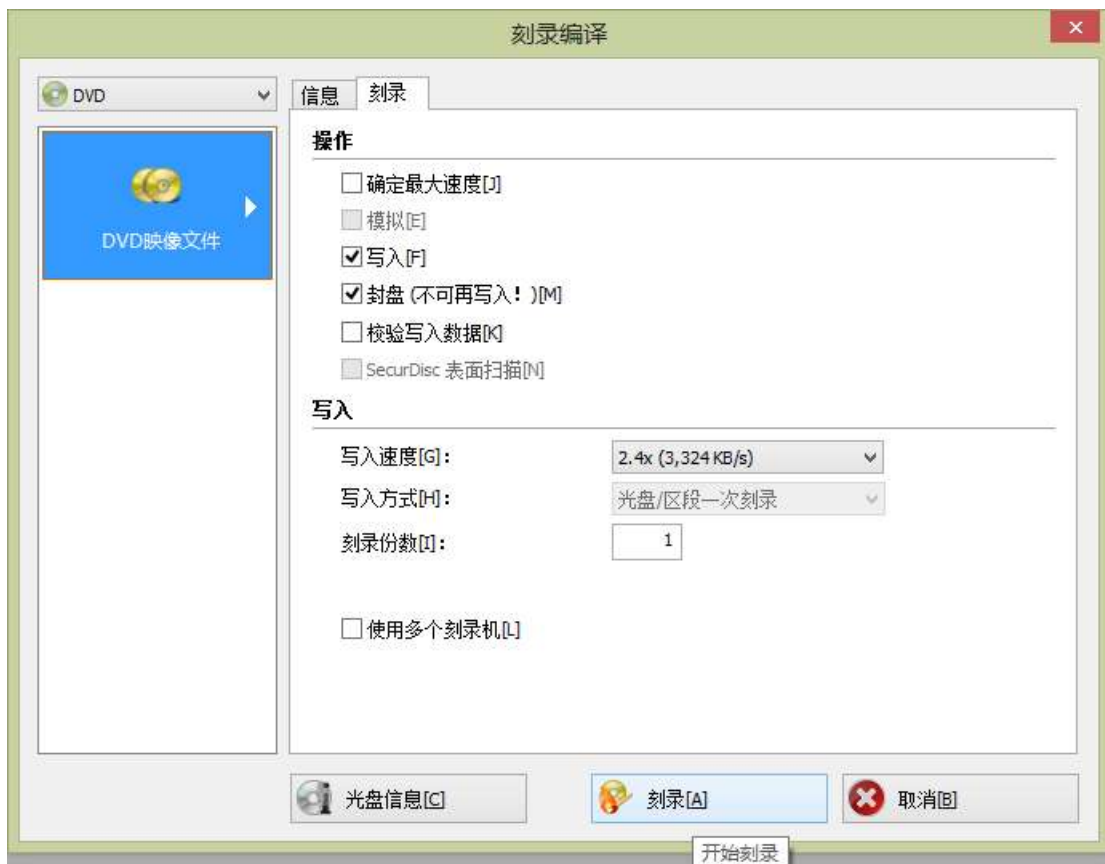 刻录编译
DVD
信息
刻录
DVD映像文件
操作
确定最大速度[J]
模拟[E]
写入[F]
封盘 (不可再写入! )[M]
校验写入数据[K]
SecurDisc 表面扫描[N]
写入
写入速度[G]:
2.4x (3,324 KB/s)
写入方式[H]:
光盘/区段一次刻录
刻录份数[I]:
1
使用多个刻录机[L]
光盘信息[C]
刻录[A]
取消[B]
开始刻录